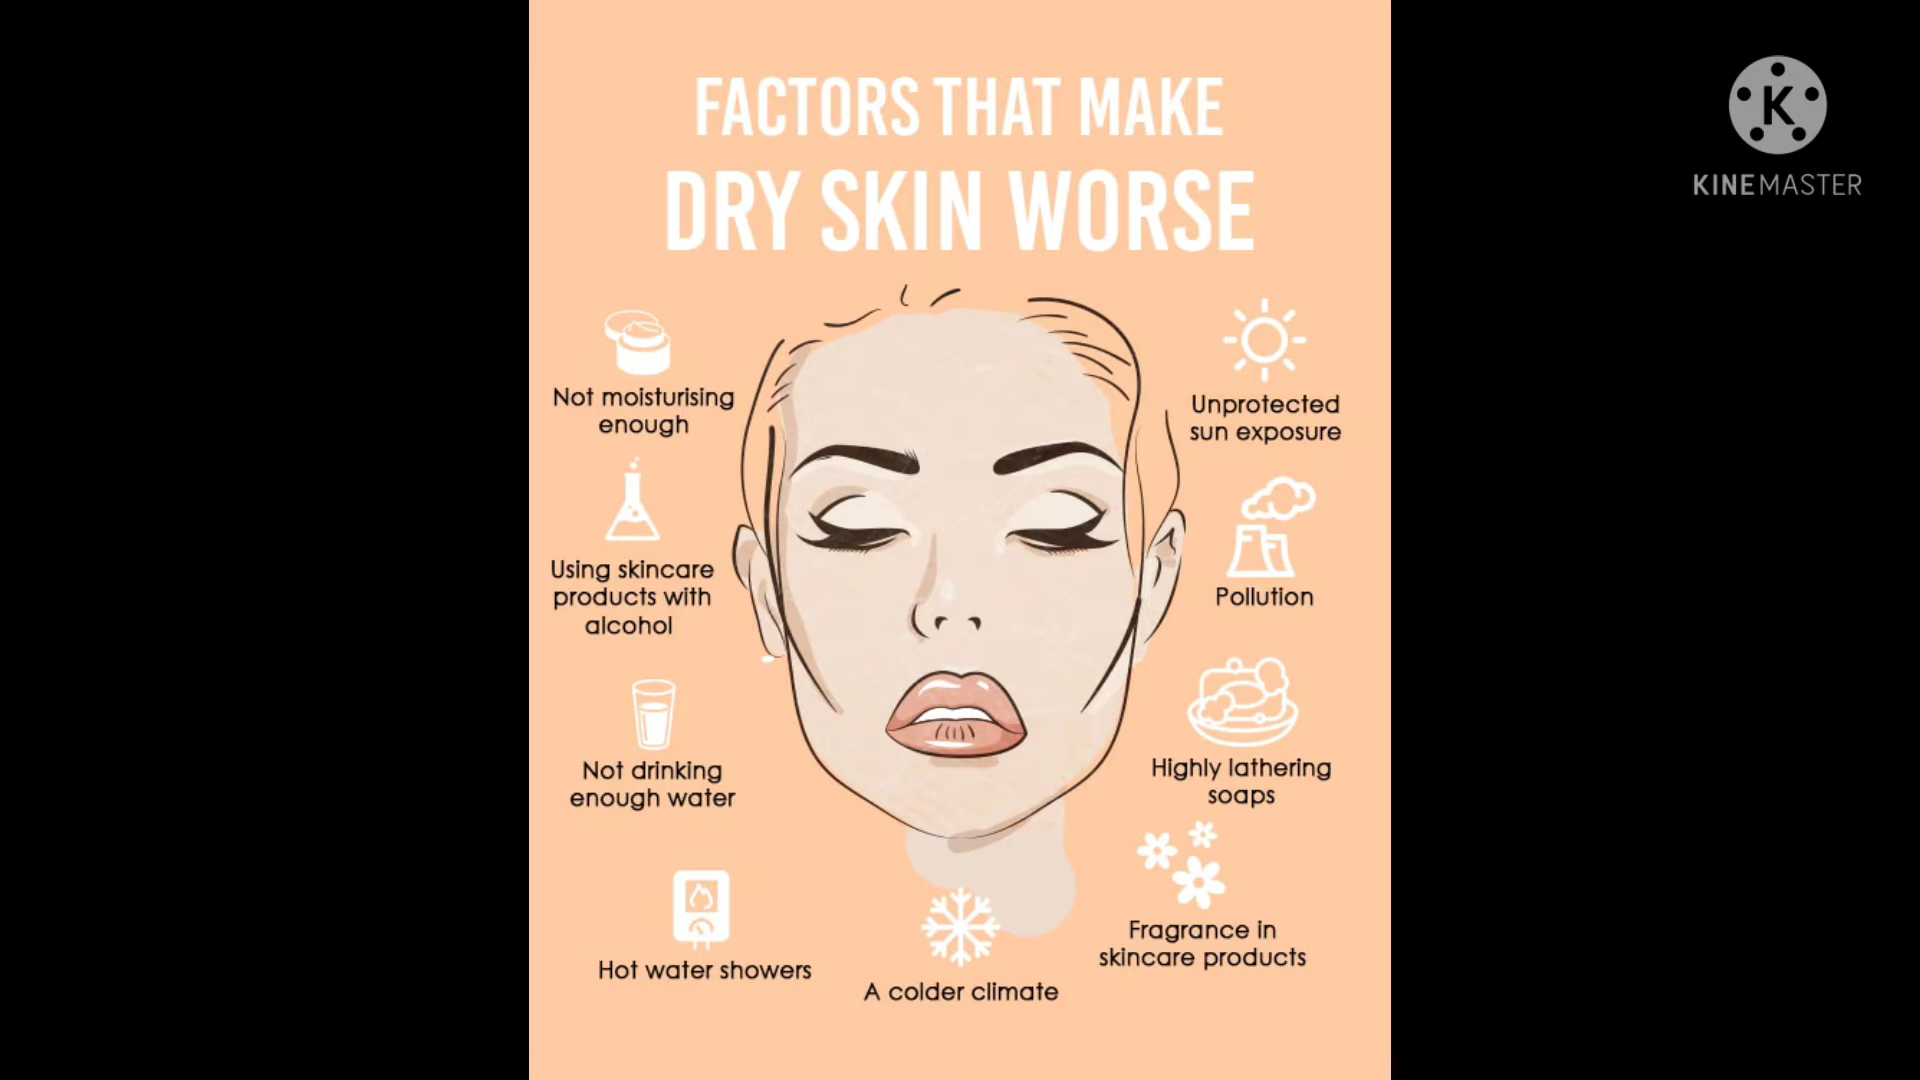 FACTORS THAT MAKE
DRY SKIN WORSE
K
KINEMASTER
Not moisturising
enough
Unprotected
sun exposure
Using skincare
products with
alcohol
Pollution
Not drinking
enough water
Highly lathering
soaps
Hot water showers
A colder climate
Fragrance in
skincare products